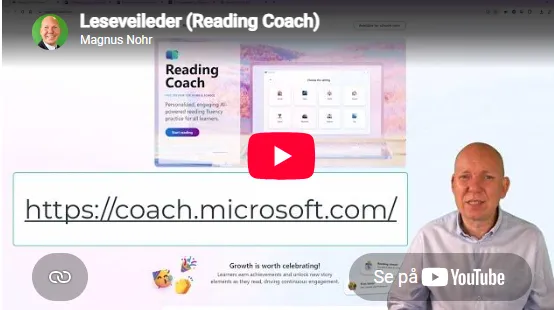 Leseveileder (Reading Coach)
Magnus Nohr
Reading
Coach
Personalized, engaging AI-
powered reading fluency
practice for all learners.
Start reading
https://coach.microsoft.com/
Growth is worth celebrating!
Learners earn achievements and unlock new story
elements as they read, driving continuous engagement.
Se på YouTube